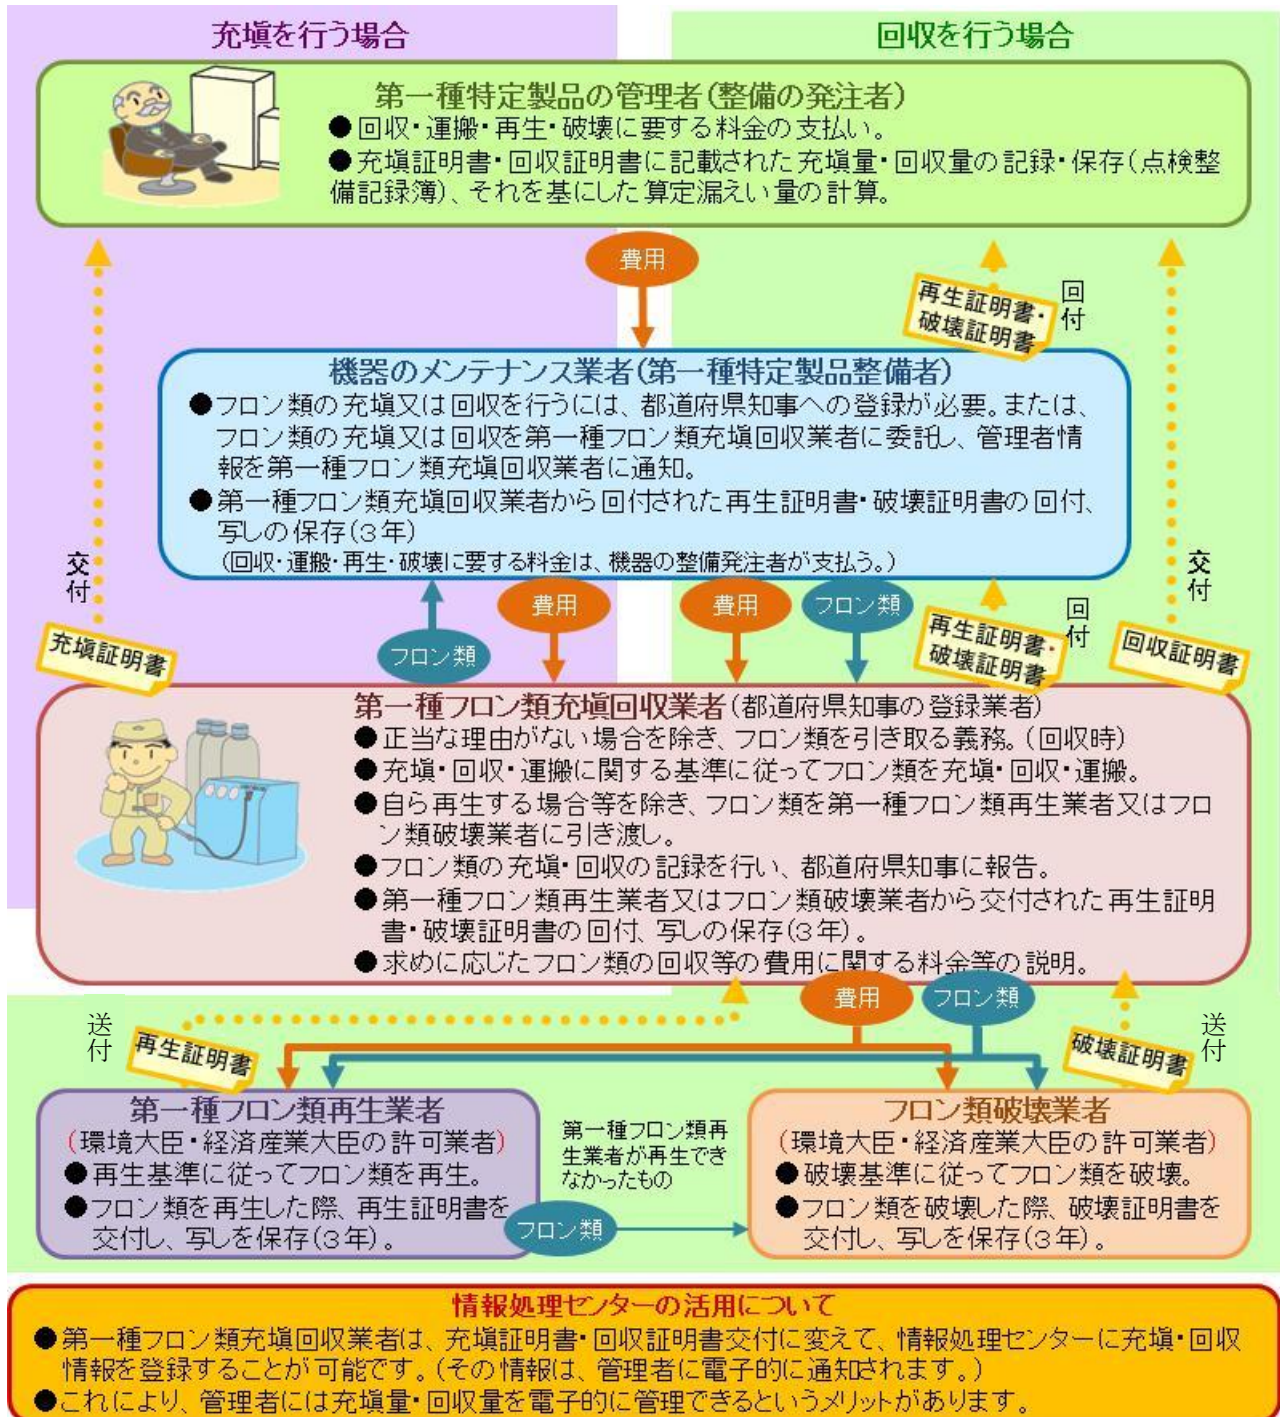 充塡を行う場合
回収を行う場合
第一種特定製品の管理者(整備の発注者)
●回収・運搬・再生・破壊に要する料金の支払い。
●充塡証明書・回収証明書に記載された充塡量・回収量の記録・保存(点検整
備記録簿)、それを基にした算定漏えい量の計算。
費用
再生証明書・
破壊証明書
回付
機器のメンテナンス業者(第一種特定製品整備者)
●フロン類の充塡又は回収を行うには、都道府県知事への登録が必要。または、
フロン類の充塡又は回収を第一種フロン類充塡回収業者に委託し、管理者情
報を第一種フロン類充塡回収業者に通知。
●第一種フロン類充塡回収業者から回付された再生証明書・破壊証明書の回付、
写しの保存(3年)
(回収・運搬・再生・破壊に要する料金は、機器の整備発注者が支払う。)
交付
充塡証明書
フロン類
費用
費用
フロン類
再生証明書・
破壊証明書
回付
交付
回収証明書
第一種フロン類充塡回収業者(都道府県知事の登録業者)
●正当な理由がない場合を除き、フロン類を引き取る義務。(回収時)
●充塡・回収・運搬に関する基準に従ってフロン類を充塡・回収・運搬。
●自ら再生する場合等を除き、フロン類を第一種フロン類再生業者又はフロ
ン類破壊業者に引き渡し。
●フロン類の充塡・回収の記録を行い、都道府県知事に報告。
●第一種フロン類再生業者又はフロン類破壊業者から交付された再生証明
書・破壊証明書の回付、写しの保存(3年)。
●求めに応じたフロン類の回収等の費用に関する料金等の説明。
費用
フロン類
送付
再生証明書
破壊証明書
送付
第一種フロン類再生業者
(環境大臣・経済産業大臣の許可業者)
●再生基準に従ってフロン類を再生。
●フロン類を再生した際、再生証明書を
交付し、写しを保存(3年)。
第一種フロン類再
生業者が再生でき
なかったもの
フロン類
フロン類破壊業者
(環境大臣・経済産業大臣の許可業者)
●破壊基準に従ってフロン類を破壊。
●フロン類を破壊した際、破壊証明書を
交付し、写しを保存(3年)。
情報処理センターの活用について
●第一種フロン類充塡回収業者は、充塡証明書・回収証明書交付に変えて、情報処理センターに充塡・回収
情報を登録することが可能です。(その情報は、管理者に電子的に通知されます。)
●これにより、管理者には充塡量・回収量を電子的に管理できるというメリットがあります。